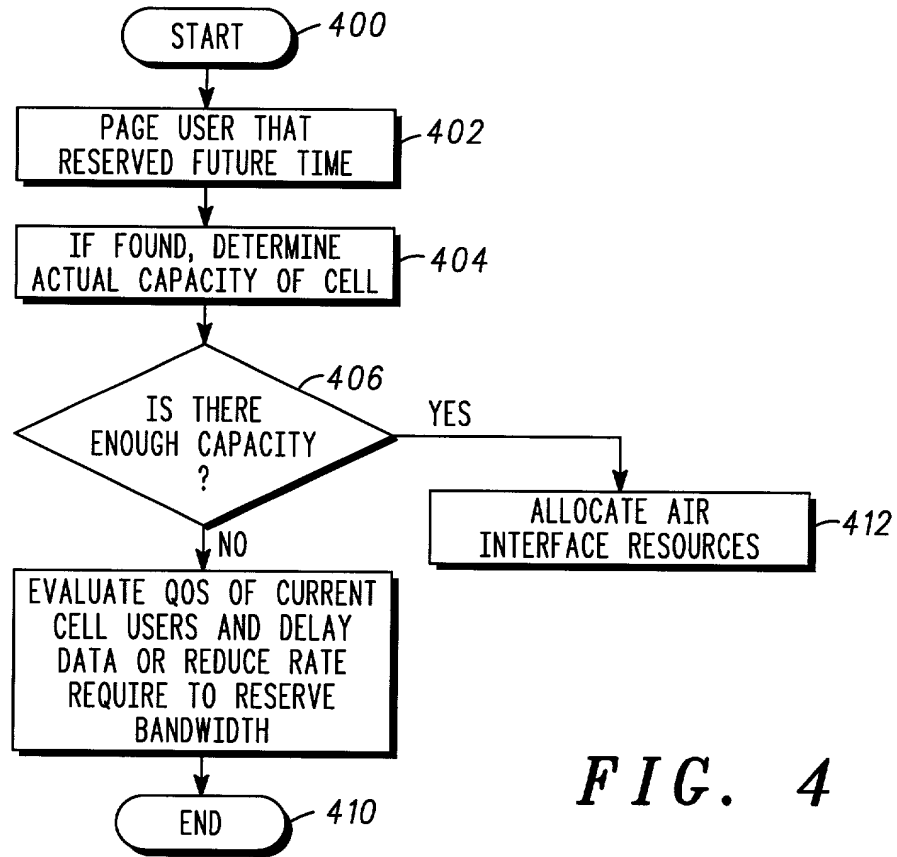 START
400
PAGE USER THAT
RESERVED FUTURE TIME
402
IF FOUND, DETERMINE
ACTUAL CAPACITY OF CELL
404
406
IS THERE
ENOUGH CAPACITY
?
YES
ALLOCATE AIR
INTERFACE RESOURCES
412
NO
EVALUATE QOS OF CURRENT
CELL USERS AND DELAY
DATA OR REDUCE RATE
REQUIRE TO RESERVE
BANDWIDTH
END
410
FIG. 4